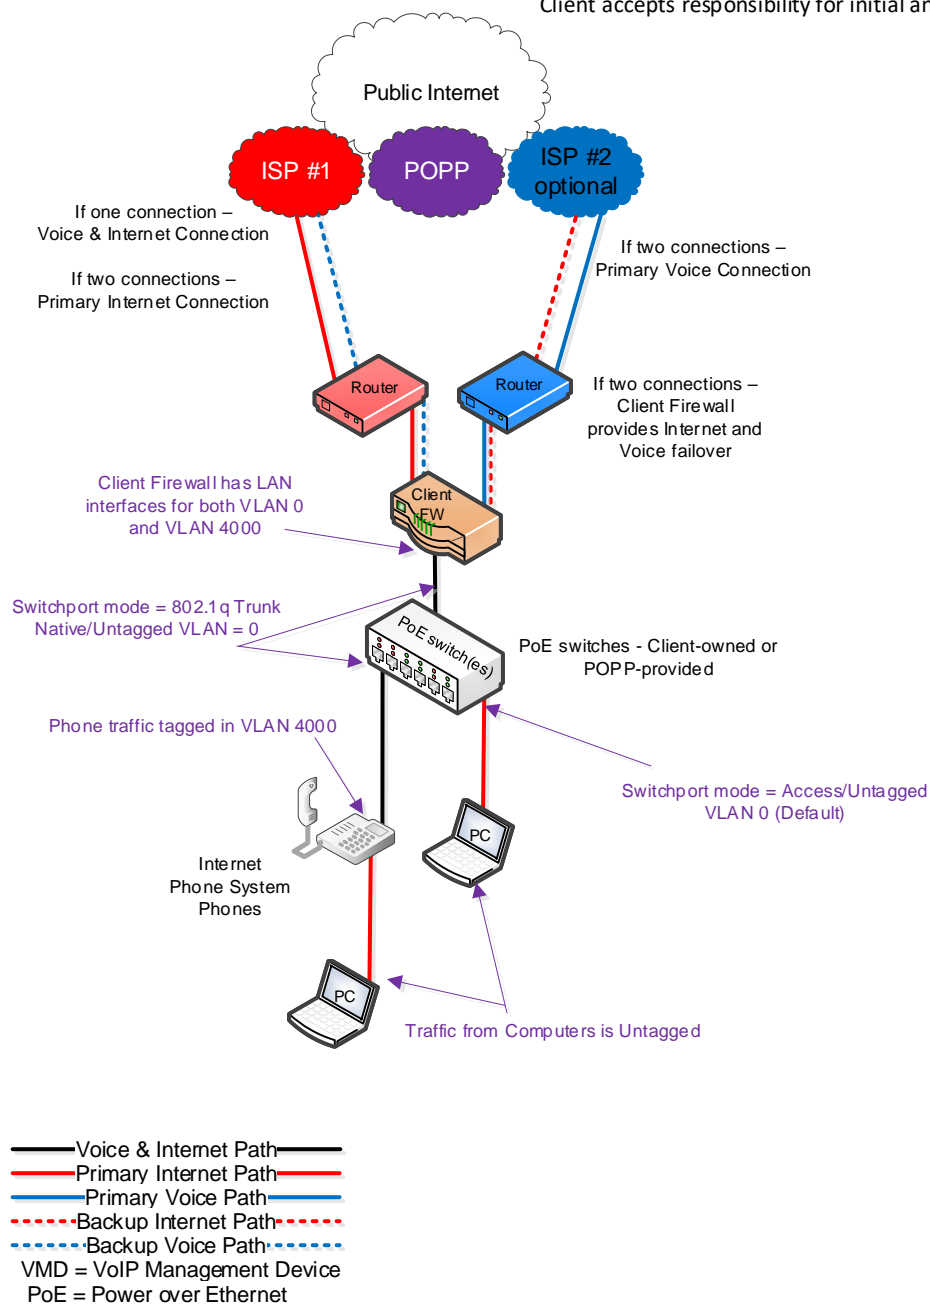 Client accepts responsibility for initial an
Public Internet
ISP #1
POPP
ISP #2
optional
If one connection –
Voice & Internet Connection
If two connections –
Primary Internet Connection
If two connections –
Primary Voice Connection
Router
Router
If two connections –
Client Firewall
provides Internet and
Voice failover
Client Firewall has LAN
interfaces for both VLAN 0
and VLAN 4000
Client
FW
Switchport mode = 802.1q Trunk
Native/Untagged VLAN = 0
PoE switch(es)
PoE switches - Client-owned or
POPP-provided
Phone traffic tagged in VLAN 4000
Switchport mode = Access/Untagged
VLAN 0 (Default)
PC
Internet
Phone System
Phones
PC
Traffic from Computers is Untagged
Voice & Internet Path
Primary Internet Path
Primary Voice Path
Backup Internet Path
Backup Voice Path
VMD = VoIP Management Device
PoE = Power over Ethernet